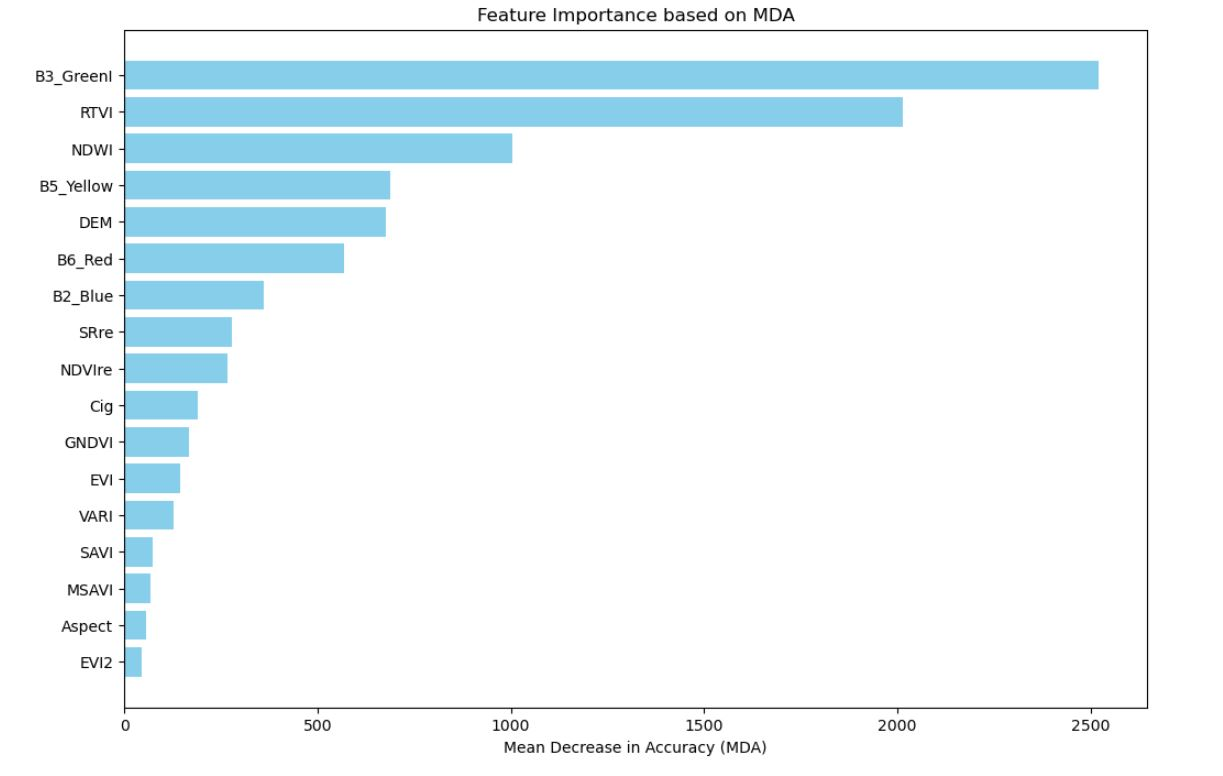 Feature Importance based on MDA
B3_GreenI
RTVI
NDWI
B5_Yellow
DEM
B6_Red
B2_Blue
SRre
NDVIre
Cig
GNDVI
EVI
VARI
SAVI
MSAVI
Aspect
EVI2
0 500 1000 1500 2000 2500
Mean Decrease in Accuracy (MDA)